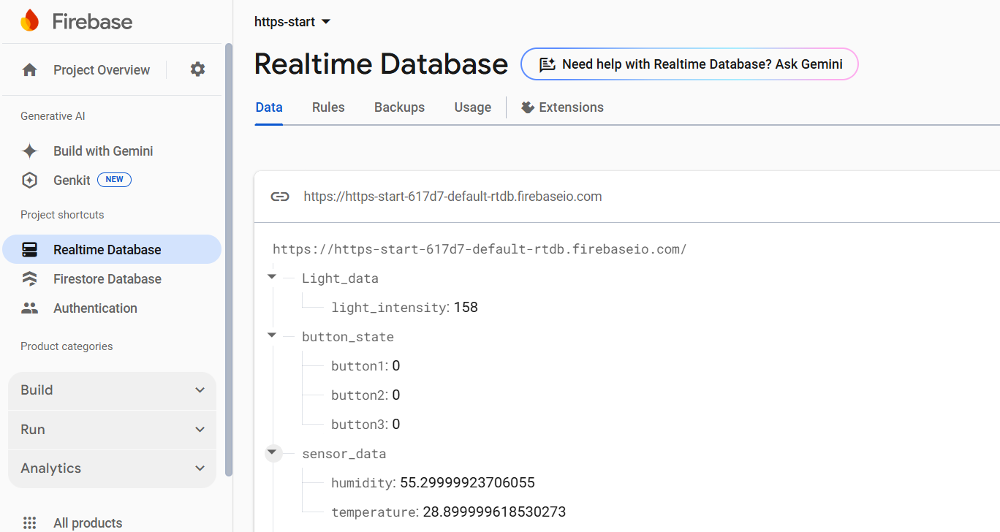 Firebase
Project Overview
Generative AI
Build with Gemini
Genkit NEW
Project shortcuts
Realtime Database
Firestore Database
Authentication
Product categories
Build
Run
Analytics
All products
https-start
Realtime Database
Need help with Realtime Database? Ask Gemini
Data Rules Backups Usage Extensions
https://https-start-617d7-default-rtdb.firebaseio.com
https://https-start-617d7-default-rtdb.firebaseio.com/
Light_data
light_intensity: 158
button_state
button1: 0
button2: 0
button3: 0
sensor_data
humidity: 55.29999923706055
temperature: 28.899999618530273